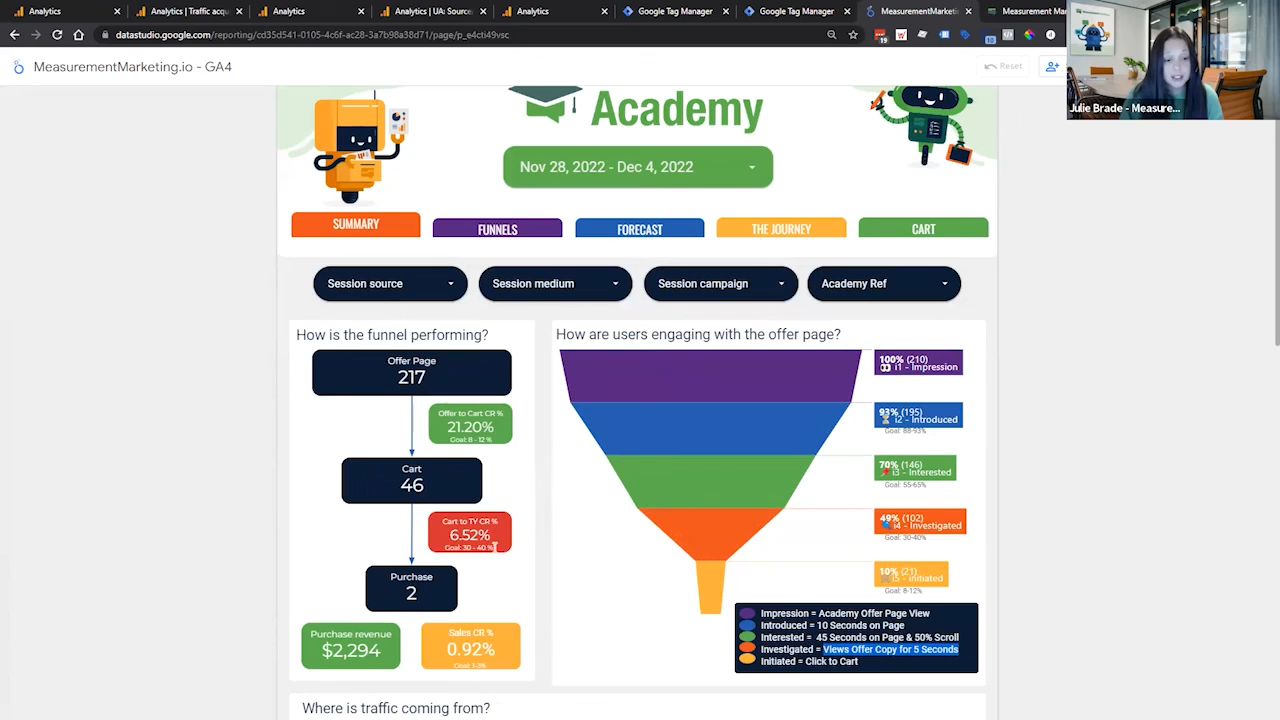 Analytics
Analytics | Traffic acqu
Analytics
Analytics | UA: Source
Analytics
Google Tag Manager
Google Tag Manager
MeasurementMarketi
Measurement Mar
datastudio.google.com/reporting/cd35d541-0105-4c6f-ac28-3a7b98a38d71/page/p_e4ctl49vsc
19
10
MeasurementMarketing.io - GA4
Reset
Julie Brade - Measure...
Academy
Nov 28, 2022 - Dec 4, 2022
SUMMARY
FUNNELS
FORECAST
THE JOURNEY
CART
Session source
Session medium
Session campaign
Academy Ref
How is the funnel performing?
Offer Page
217
Offer to Cart CR %
21.20%
Goal: 8 - 12 %
Cart
46
Cart to TY CR %
6.52%
Goal: 30 - 40 %
Purchase
2
Purchase revenue
$2,294
Sales CR %
0.92%
Goal: 1-3%
How are users engaging with the offer page?
100% (210)
i1 - Impression
93% (195)
i2 - Introduced
Goal: 88-93%
70% (146)
i3 - Interested
Goal: 55-65%
49% (102)
i4 - Investigated
Goal: 30-40%
10% (21)
i5 - Initiated
Goal: 8-12%
Impression = Academy Offer Page View
Introduced = 10 Seconds on Page
Interested = 45 Seconds on Page & 50% Scroll
Investigated = Views Offer Copy for 5 Seconds
Initiated = Click to Cart
Where is traffic coming from?